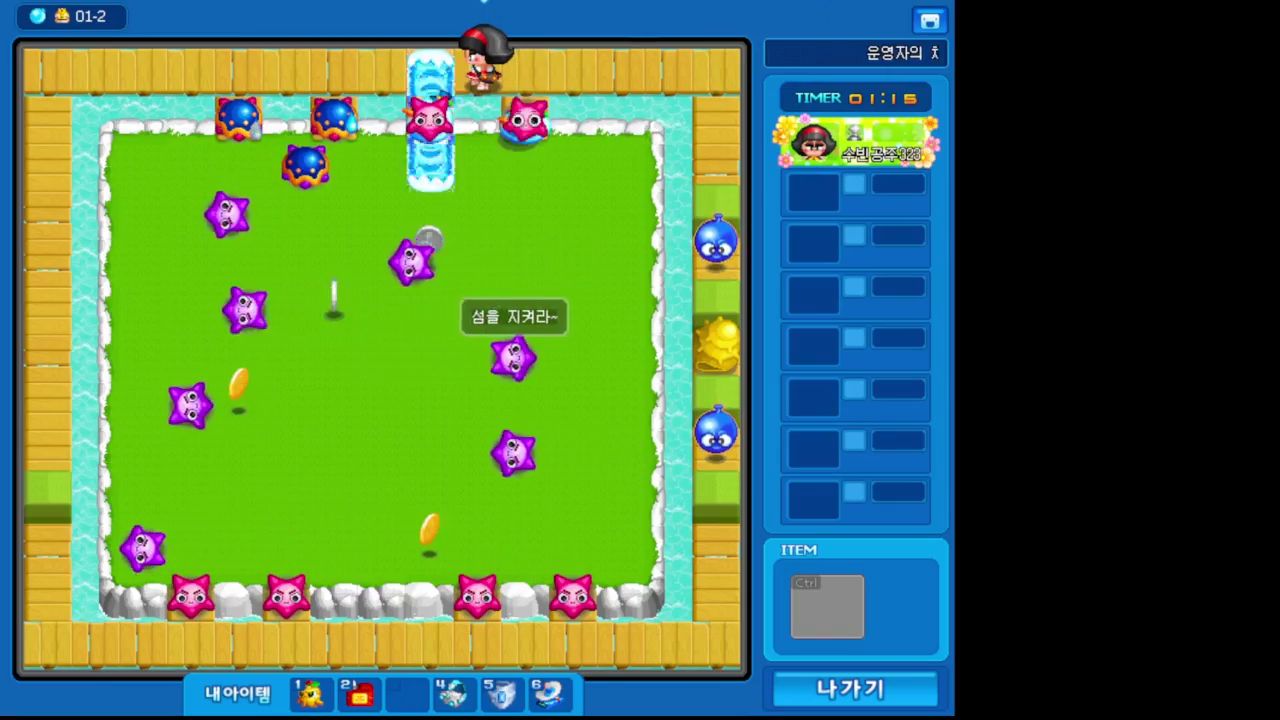 01-2
운영자의 ㅊ
TIMER 01:15
수빈공주023
섬을 지켜라~
ITEM
Ctrl
내아이템
1
2
4
5
6
나가기